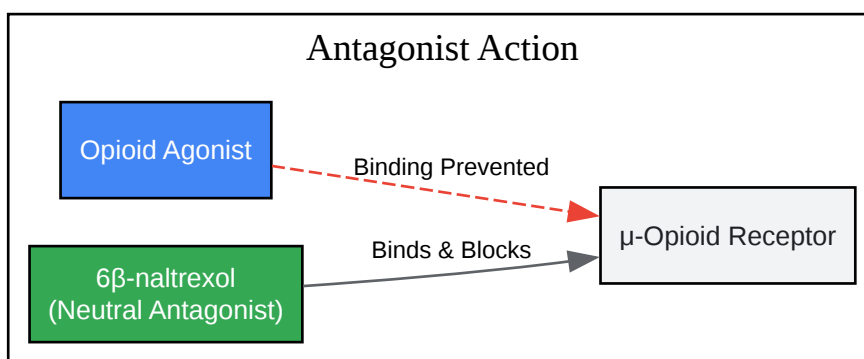 Antagonist Action
Opioid Agonist
Binding Prevented
μ-Opioid Receptor
Binds & Blocks
6β-naltrexol
(Neutral Antagonist)